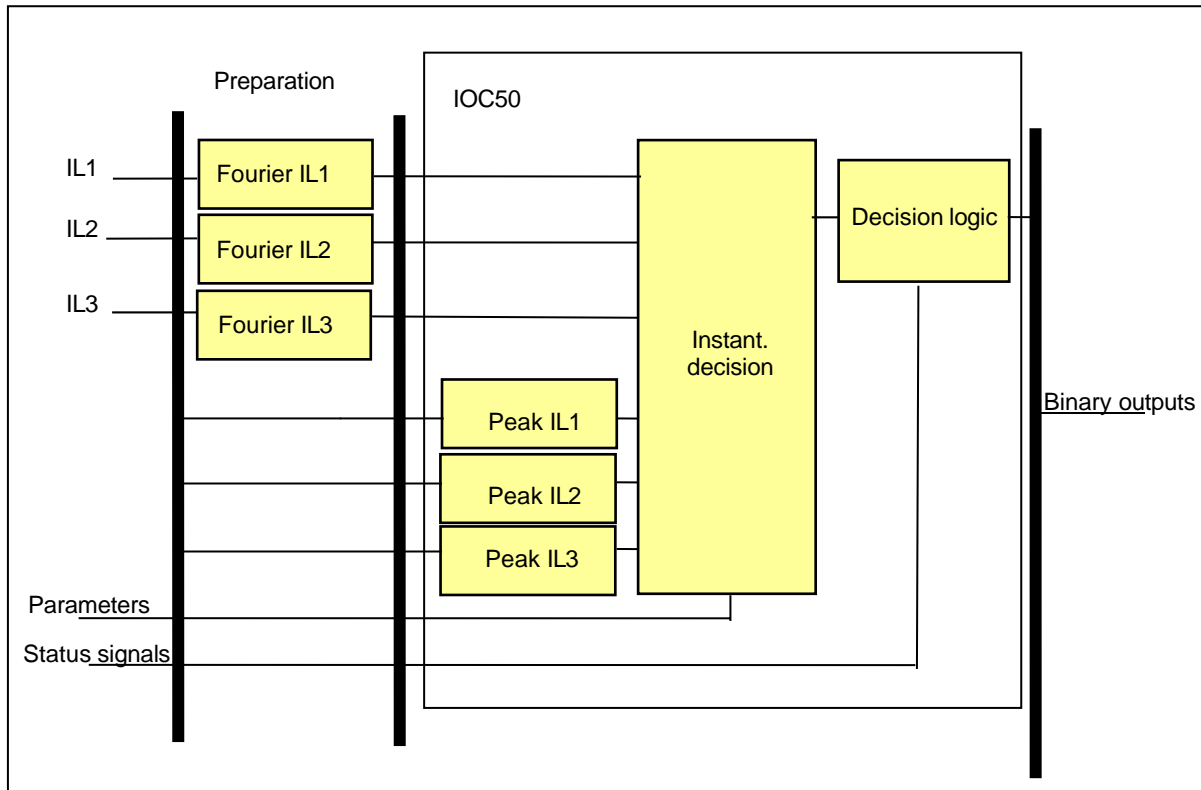 Preparation
IOC50
IL1
Fourier IL1
IL2
Fourier IL2
IL3
Fourier IL3
Decision logic
Instant.
decision
Peak IL1
Peak IL2
Peak IL3
Binary outputs
Parameters
Status signals